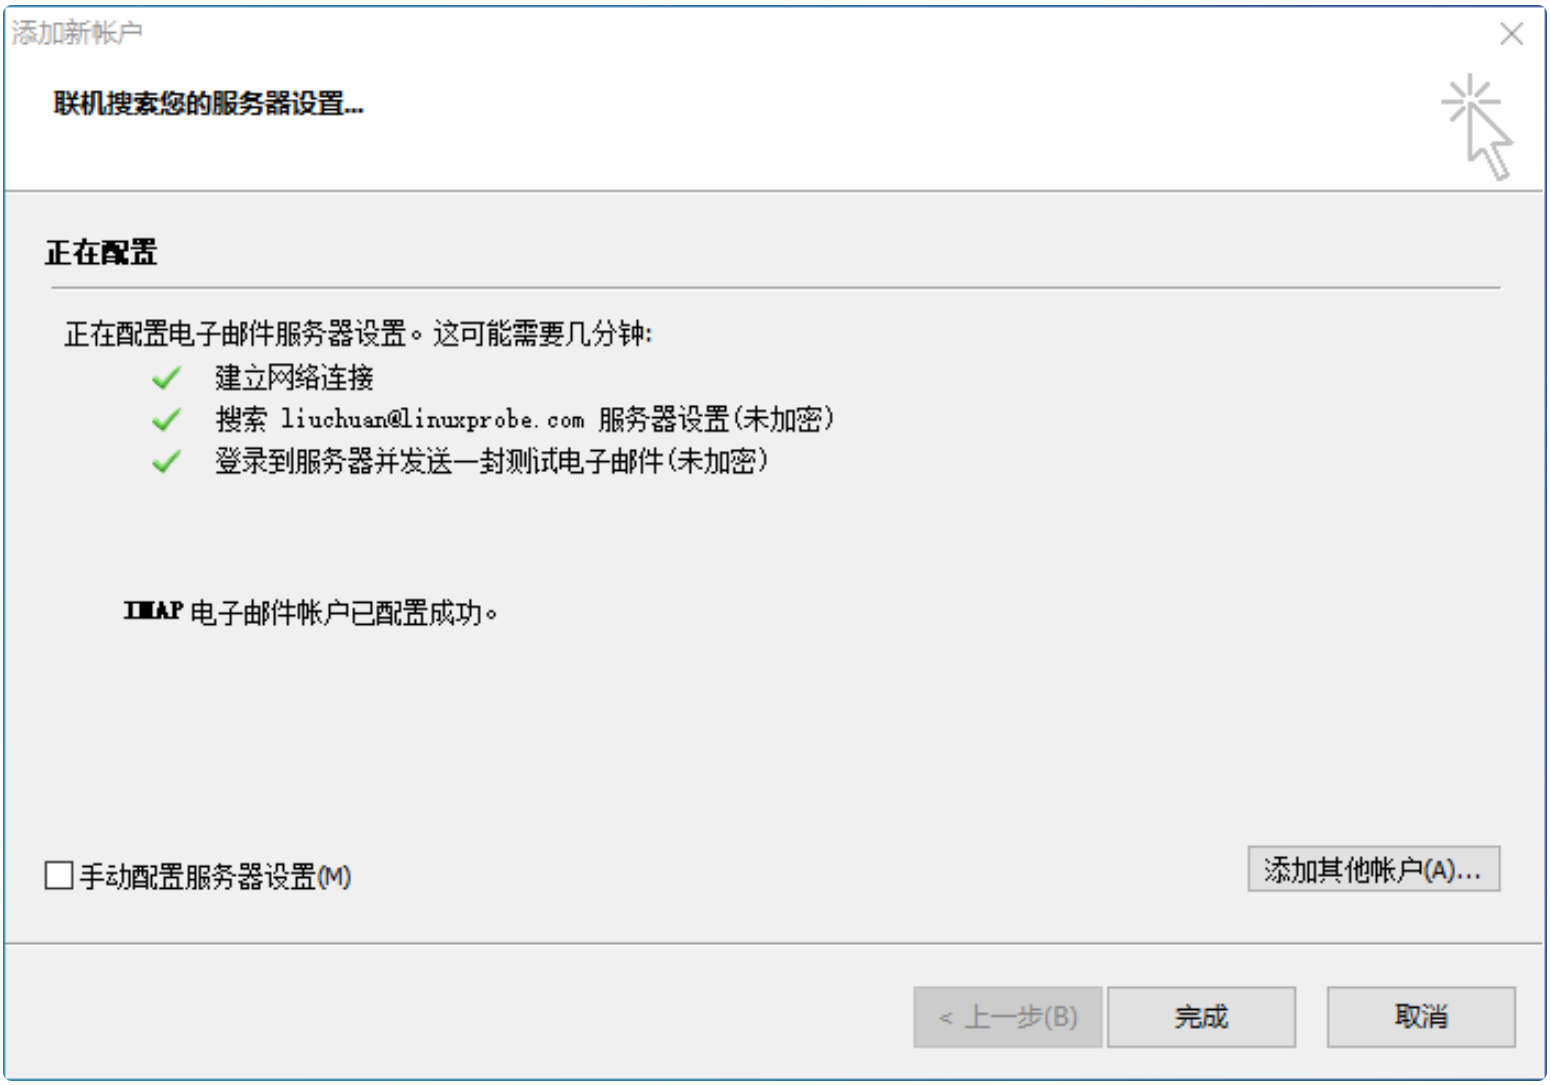 添加新帐户
联机搜索您的服务器设置...
正在配置
正在配置电子邮件服务器设置。这可能需要几分钟:
建立网络连接
搜索 liuchuan@linuxprobe.com 服务器设置(未加密)
登录到服务器并发送一封测试电子邮件(未加密)
IMAP 电子邮件帐户已配置成功。
手动配置服务器设置(M)
添加其他帐户(A)...
< 上一步(B)
完成
取消